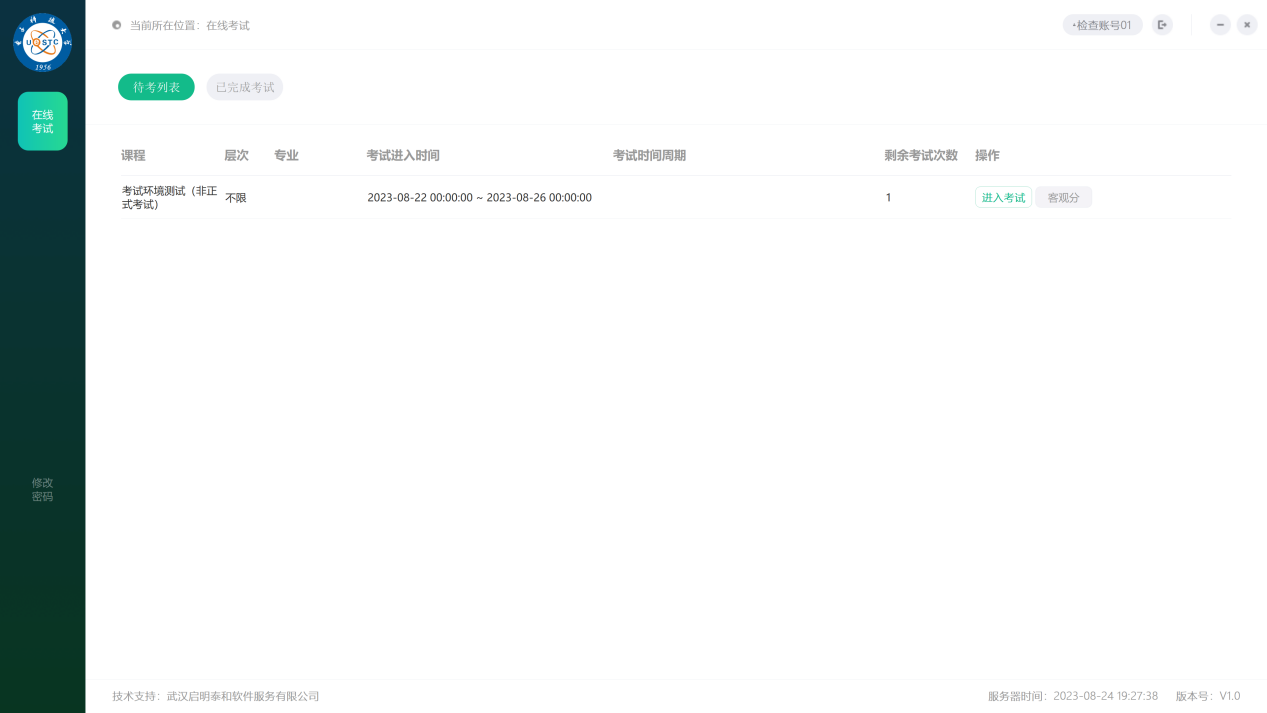 当前所在位置：在线考试
检查账号01
UESTC
1956
在线
考试
待考列表
已完成考试
课程
层次
专业
考试进入时间
考试时间周期
剩余考试次数
操作
考试环境测试（非正
式考试）
不限
2023-08-22 00:00:00 ~ 2023-08-26 00:00:00
1
进入考试
客观分
修改
密码
技术支持：武汉启明泰和软件服务有限公司
服务器时间：2023-08-24 19:27:38
版本号：V1.0